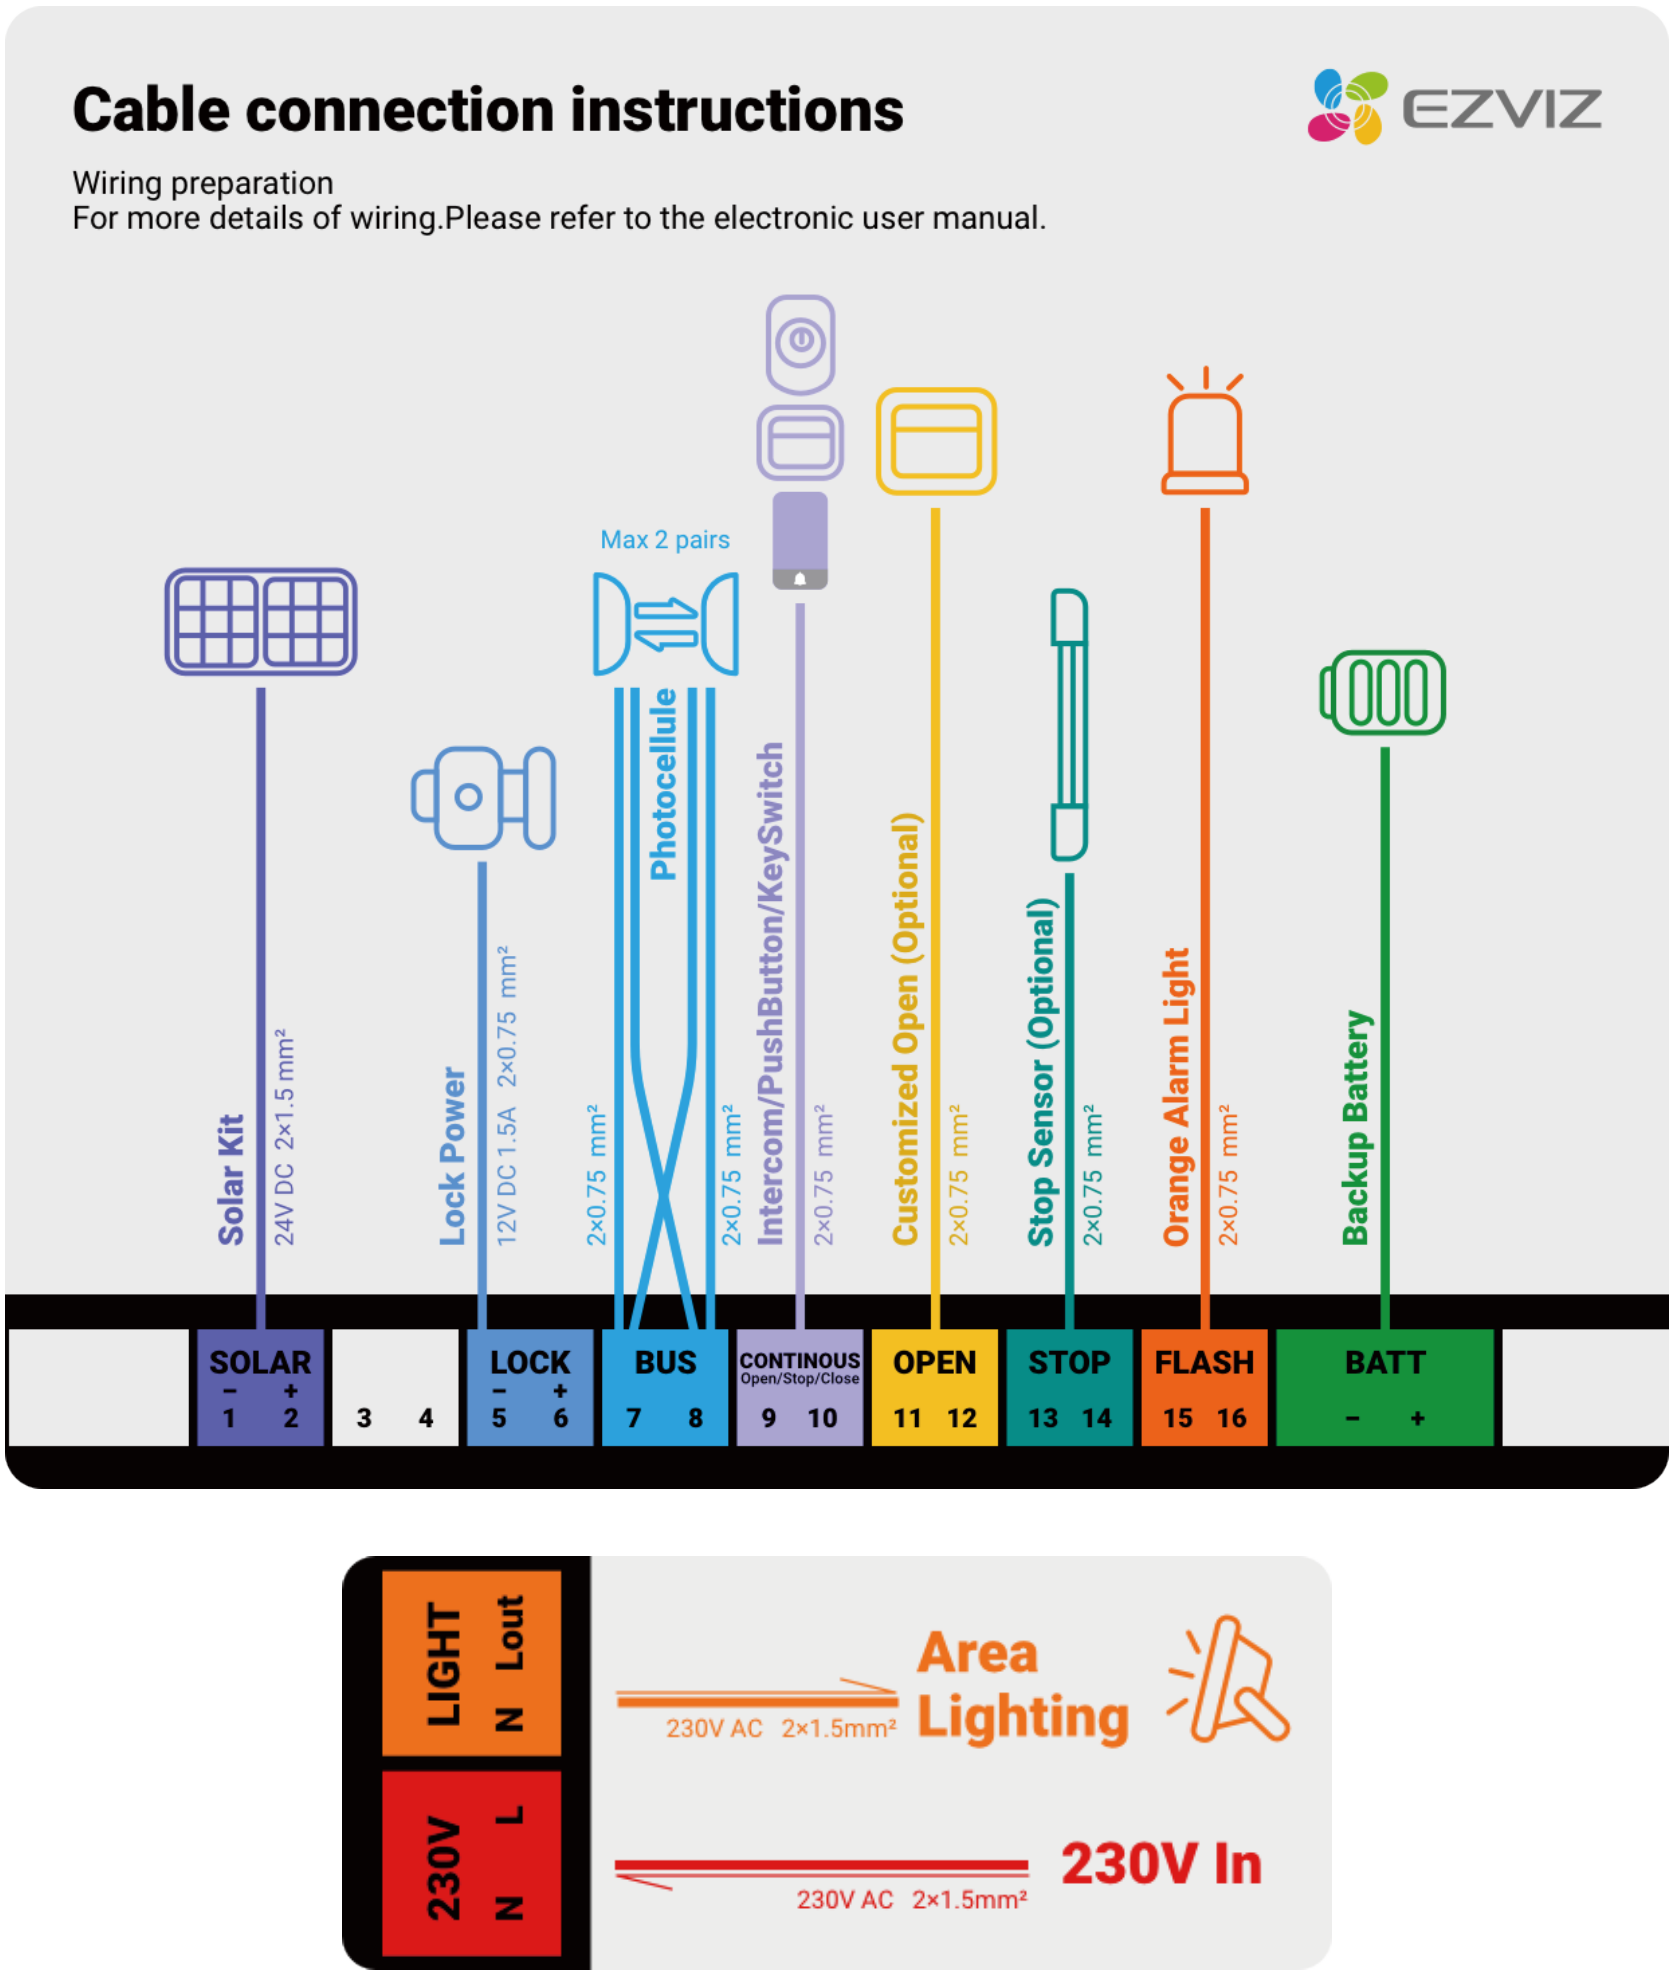 Cable connection instructions
EZVIZ
Wiring preparation
For more details of wiring.Please refer to the electronic user manual.
Max 2 pairs
Solar Kit
24V DC 2×1.5 mm²
Lock Power
12V DC 1.5A 2×0.75 mm²
2×0.75 mm²
Photocellule
2×0.75 mm²
Intercom/PushButton/KeySwitch
2×0.75 mm²
Customized Open (Optional)
2×0.75 mm²
Stop Sensor (Optional)
2×0.75 mm²
Orange Alarm Light
2×0.75 mm²
Backup Battery
SOLAR
− +
1 2
3 4
LOCK
− +
5 6
BUS
7 8
CONTINOUS
Open/Stop/Close
9 10
OPEN
11 12
STOP
13 14
FLASH
15 16
BATT
− +
LIGHT
N Lout
Area
Lighting
230V AC 2×1.5mm²
230V
N L
230V In
230V AC 2×1.5mm²